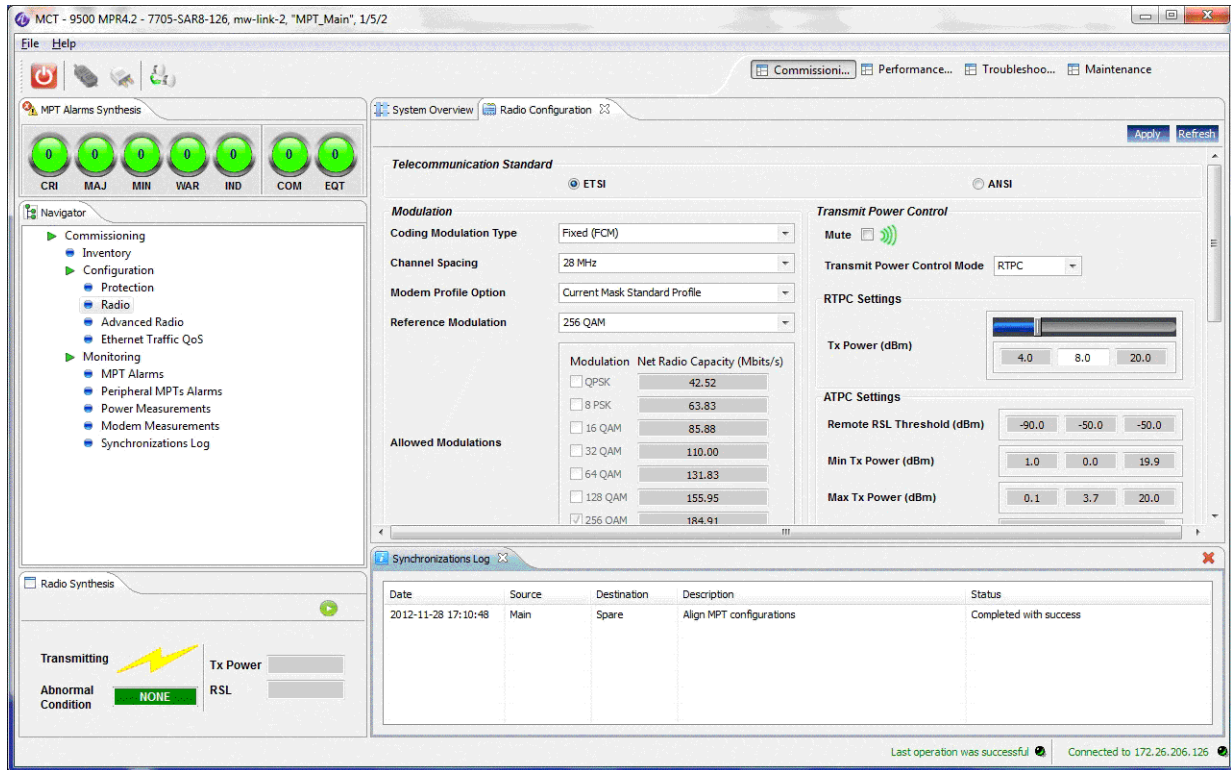 MCT - 9500 MPR4.2 - 7705-SAR8-126, mw-link-2, "MPT_Main", 1/5/2
File Help
Commissioni... Performance... Troubleshoo... Maintenance
MPT Alarms Synthesis
0 0 0 0 0 0 0
CRI MAJ MIN WAR IND COM EQT
Navigator
Commissioning
Inventory
Configuration
Protection
Radio
Advanced Radio
Ethernet Traffic QoS
Monitoring
MPT Alarms
Peripheral MPTs Alarms
Power Measurements
Modem Measurements
Synchronizations Log
Radio Synthesis
Transmitting
Abnormal Condition
NONE
Tx Power
RSL
System Overview Radio Configuration
Apply Refresh
Telecommunication Standard
ETSI ANSI
Modulation
Coding Modulation Type Fixed (FCM)
Channel Spacing 28 MHz
Modem Profile Option Current Mask Standard Profile
Reference Modulation 256 QAM
Allowed Modulations
Modulation Net Radio Capacity (Mbits/s)
QPSK 42.52
8 PSK 63.83
16 QAM 85.88
32 QAM 110.00
64 QAM 131.83
128 QAM 155.95
256 QAM 184.91
Transmit Power Control
Mute
Transmit Power Control Mode RTPC
RTPC Settings
Tx Power (dBm) 4.0 8.0 20.0
ATPC Settings
Remote RSL Threshold (dBm) -90.0 -50.0 -50.0
Min Tx Power (dBm) 1.0 0.0 19.9
Max Tx Power (dBm) 0.1 3.7 20.0
Synchronizations Log
Date Source Destination Description Status
2012-11-28 17:10:48 Main Spare Align MPT configurations Completed with success
Last operation was successful Connected to 172.26.206.126